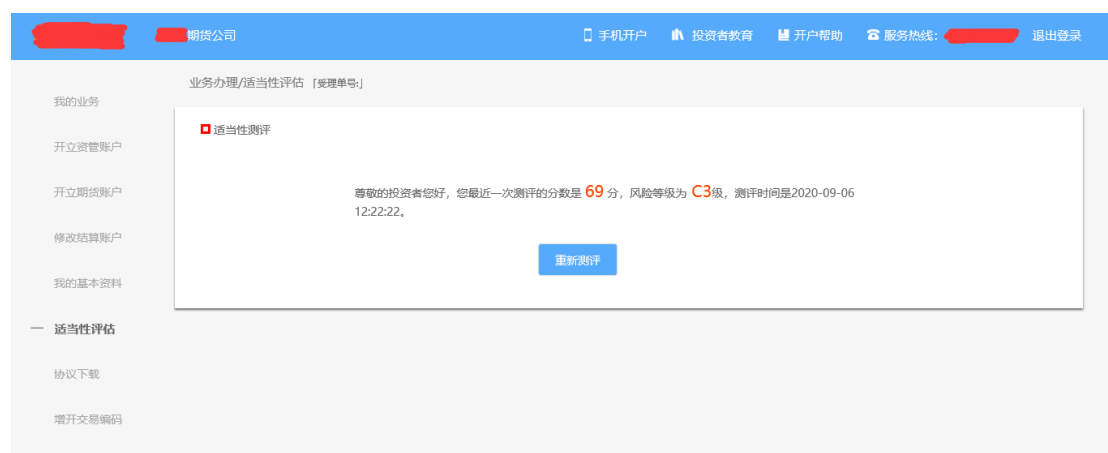 期货公司
手机开户
投资者教育
开户帮助
服务热线：
退出登录
业务办理/适当性评估「受理单号:」
我的业务
开立资管账户
开立期货账户
修改结算账户
我的基本资料
适当性评估
协议下载
增开交易编码
适当性测评
尊敬的投资者您好，您最近一次测评的分数是 69 分，风险等级为 C3级，测评时间是2020-09-06
12:22:22。
重新测评